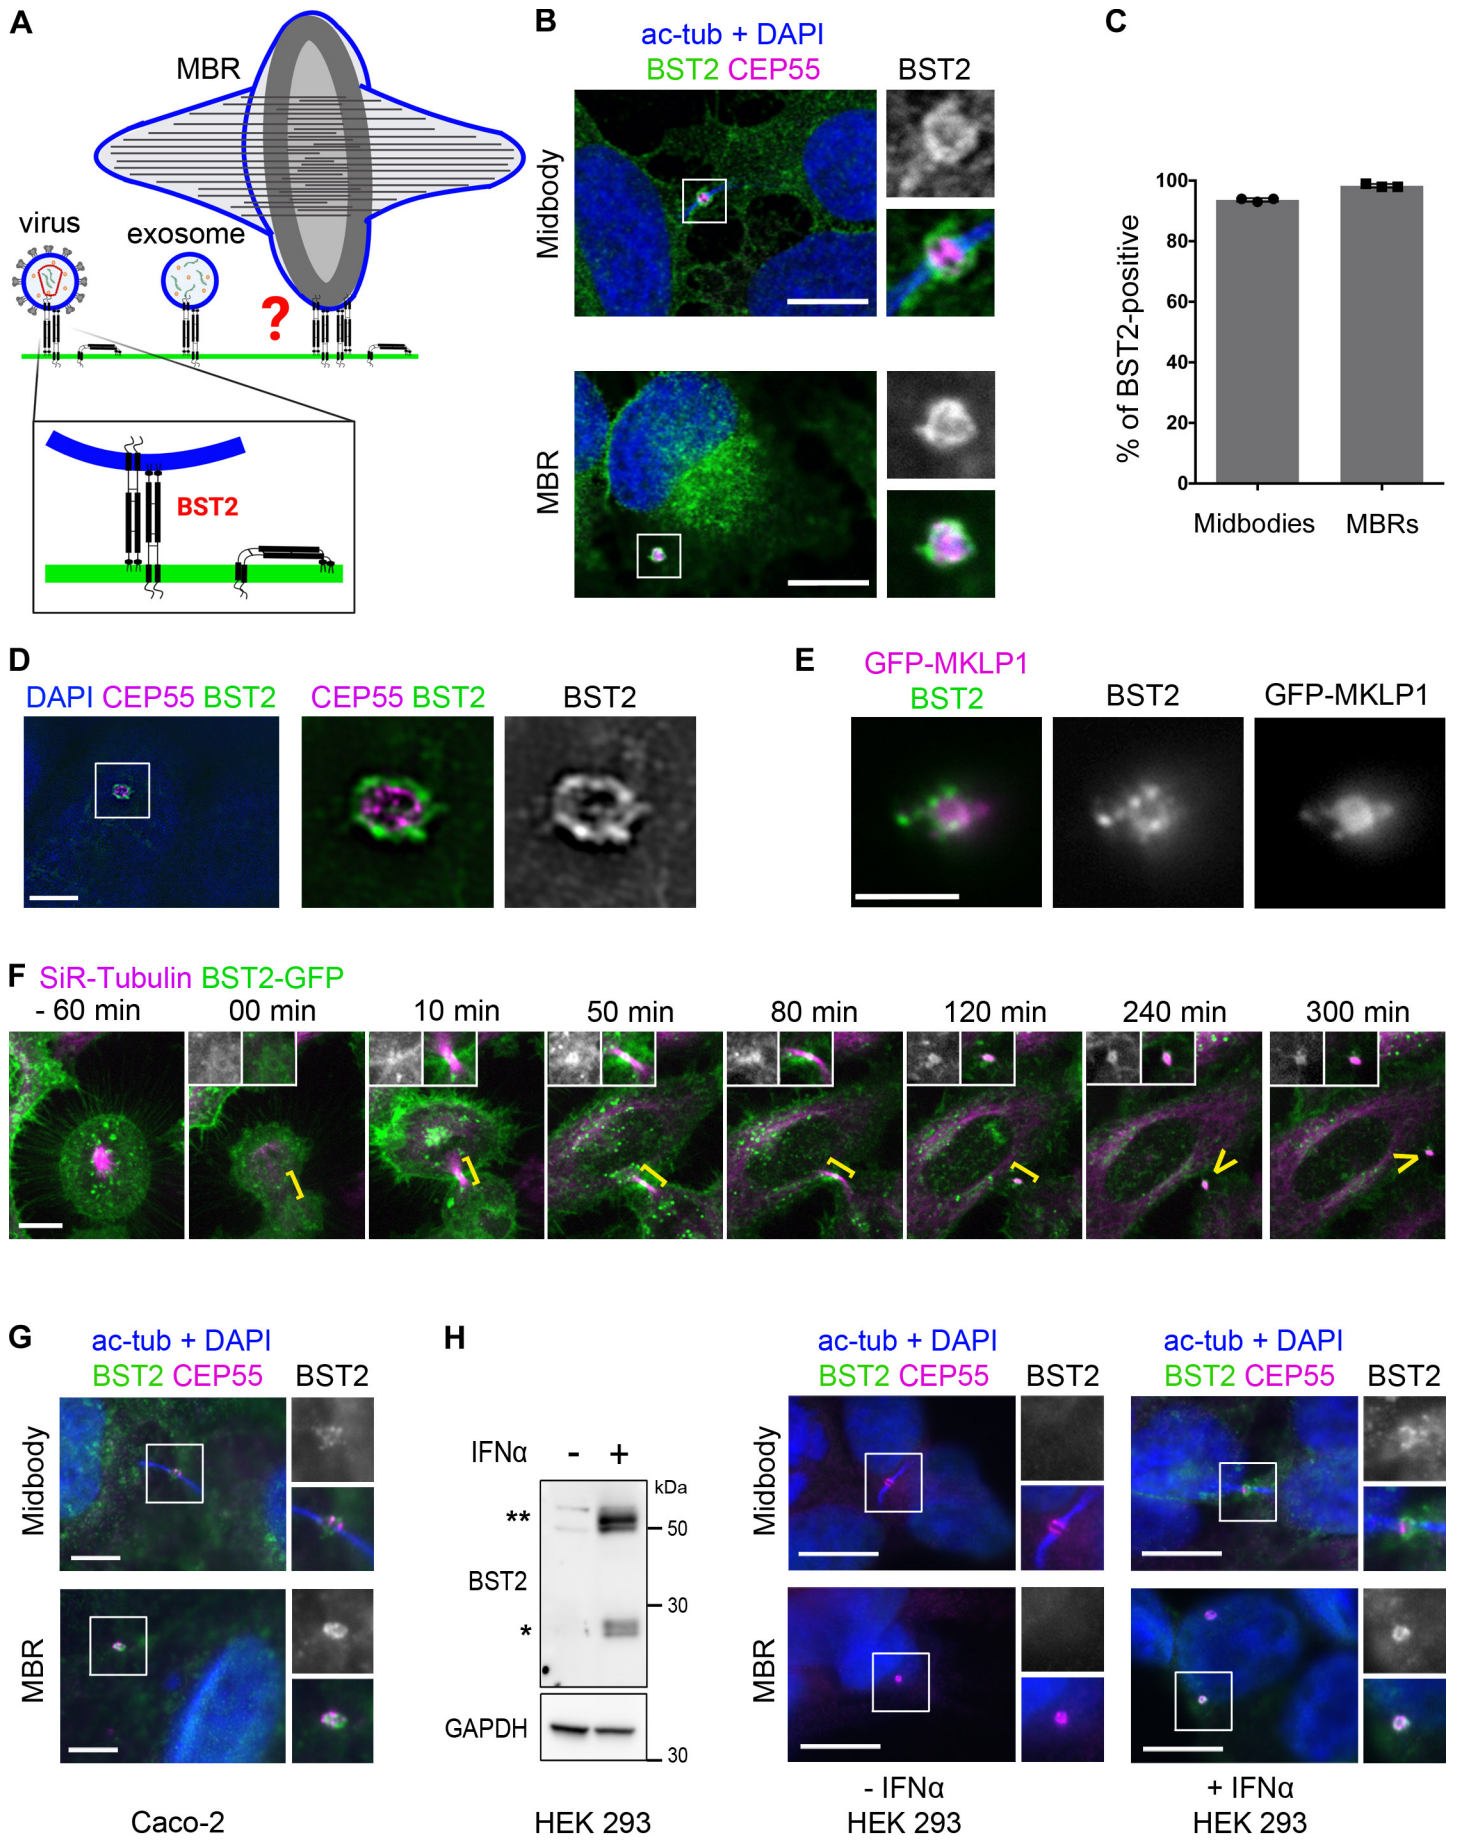 A
MBR
virus
exosome
?
BST2
B
ac-tub + DAPI
BST2 CEP55
BST2
Midbody
MBR
C
% of BST2-positive
100
80
60
40
20
0
Midbodies
MBRs
D
DAPI CEP55 BST2
CEP55 BST2
BST2
E
GFP-MKLP1
BST2
BST2
GFP-MKLP1
F
SiR-Tubulin BST2-GFP
- 60 min
00 min
10 min
50 min
80 min
120 min
240 min
300 min
G
ac-tub + DAPI
BST2 CEP55
BST2
Midbody
MBR
Caco-2
H
IFNα
-
+
kDa
**
50
BST2
30
*
GAPDH
30
HEK 293
ac-tub + DAPI
BST2 CEP55
BST2
Midbody
MBR
- IFNα
HEK 293
ac-tub + DAPI
BST2 CEP55
BST2
+ IFNα
HEK 293